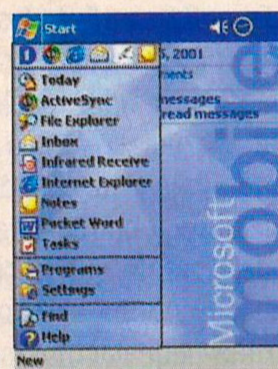 Start
5, 2001
ments
Today
ActiveSync
messages
File Explorer
read messages
Inbox
Infrared Receive
Internet Explorer
Notes
Pocket Word
Tasks
Programs
Settings
Find
Help
New
Microsoft
mobile